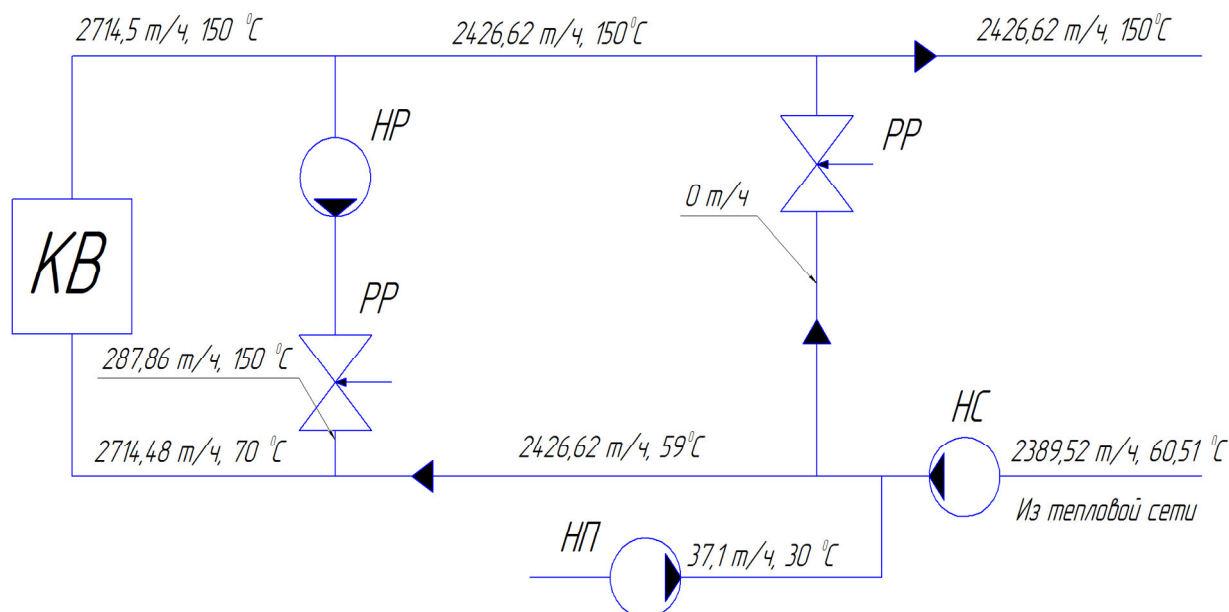 2714,5 т/ч, 150 °С
2426,62 т/ч, 150°С
2426,62 т/ч, 150°С
НР
РР
0 т/ч
КВ
РР
287,86 т/ч, 150 °С
НС
2714,48 т/ч, 70 °С
2426,62 т/ч, 59°С
2389,52 т/ч, 60,51 °С
Из тепловой сети
НП
37,1 т/ч, 30 °С